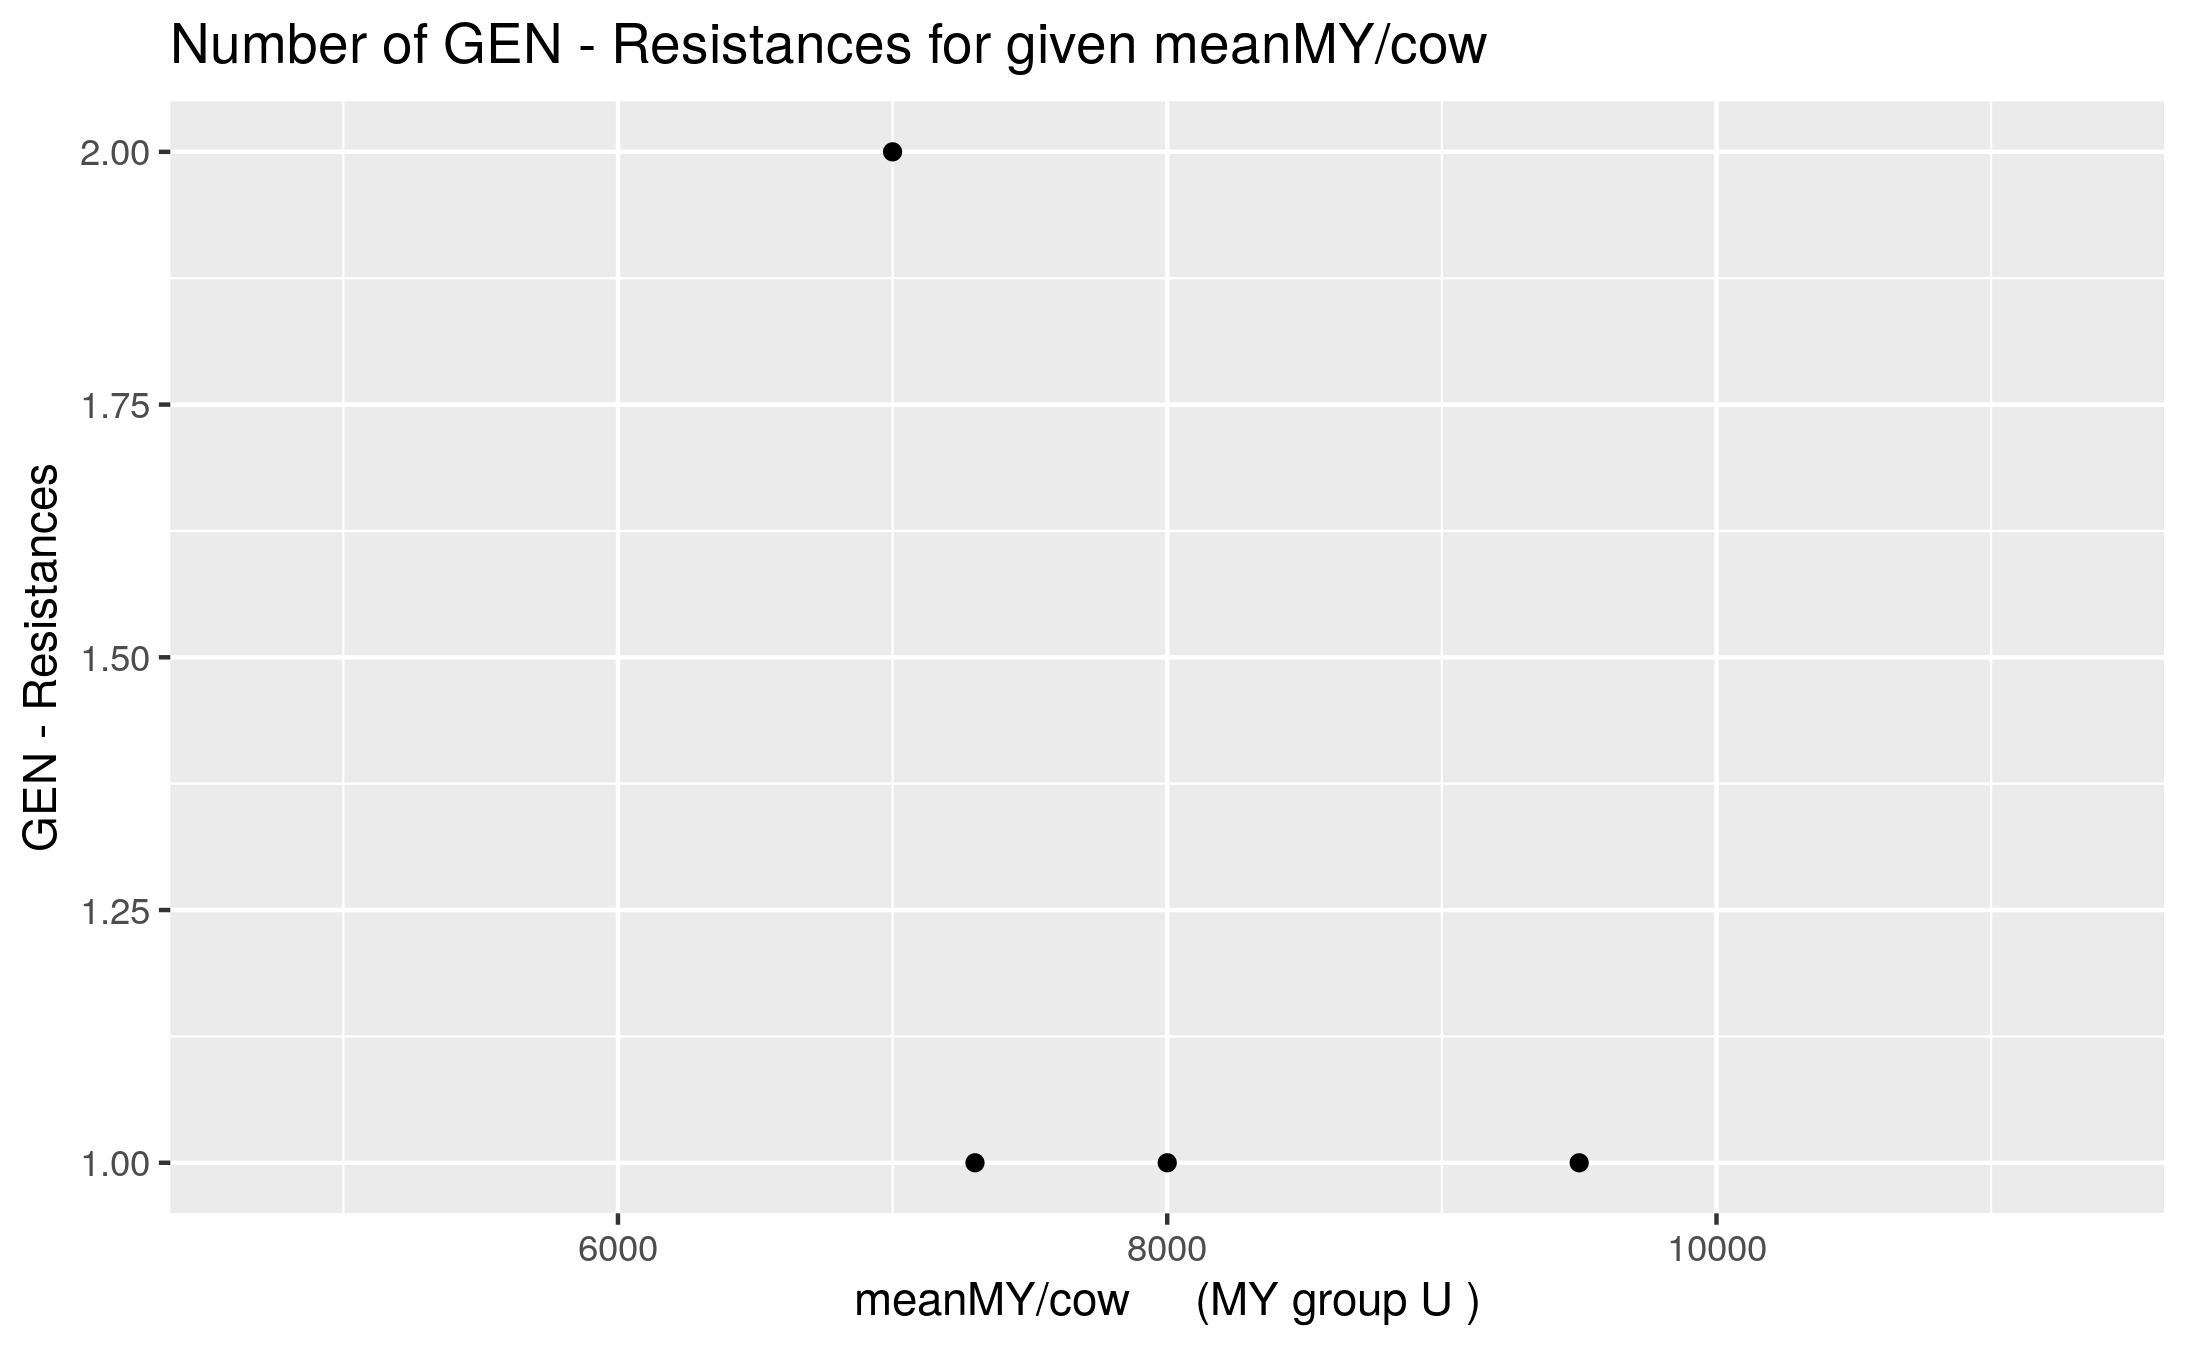 Number of GEN - Resistances for given meanMY/cow
GEN - Resistances
2.00
1.75
1.50
1.25
1.00
6000 8000 10000
meanMY/cow (MY group U )